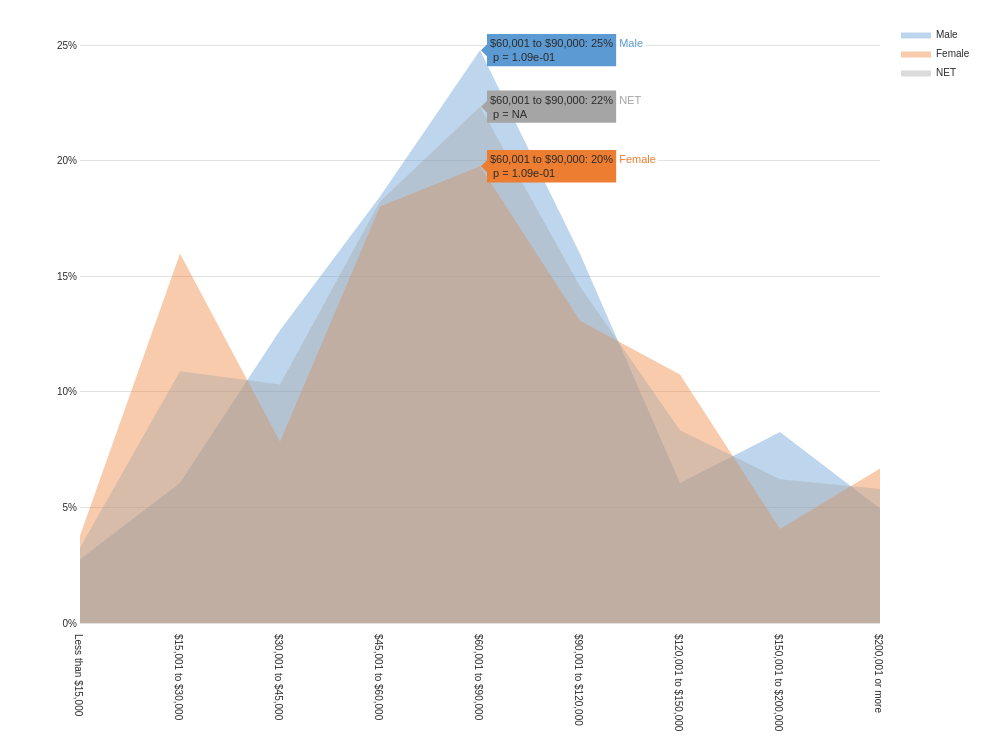 Male
Female
NET
25%
20%
15%
10%
5%
0%
$60,001 to $90,000: 25% Male
p = 1.09e-01
$60,001 to $90,000: 22% NET
p = NA
$60,001 to $90,000: 20% Female
p = 1.09e-01
Less than $15,000
$15,001 to $30,000
$30,001 to $45,000
$45,001 to $60,000
$60,001 to $90,000
$90,001 to $120,000
$120,001 to $150,000
$150,001 to $200,000
$200,001 or more